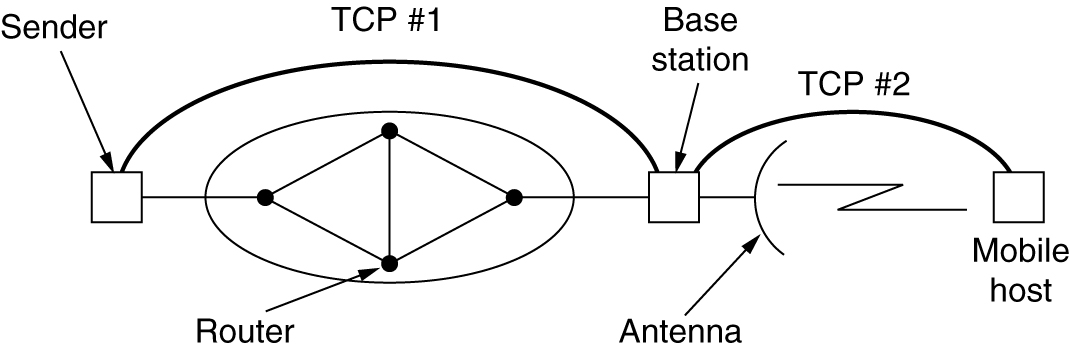 Sender
TCP #1
Base
station
TCP #2
Mobile
host
Router
Antenna